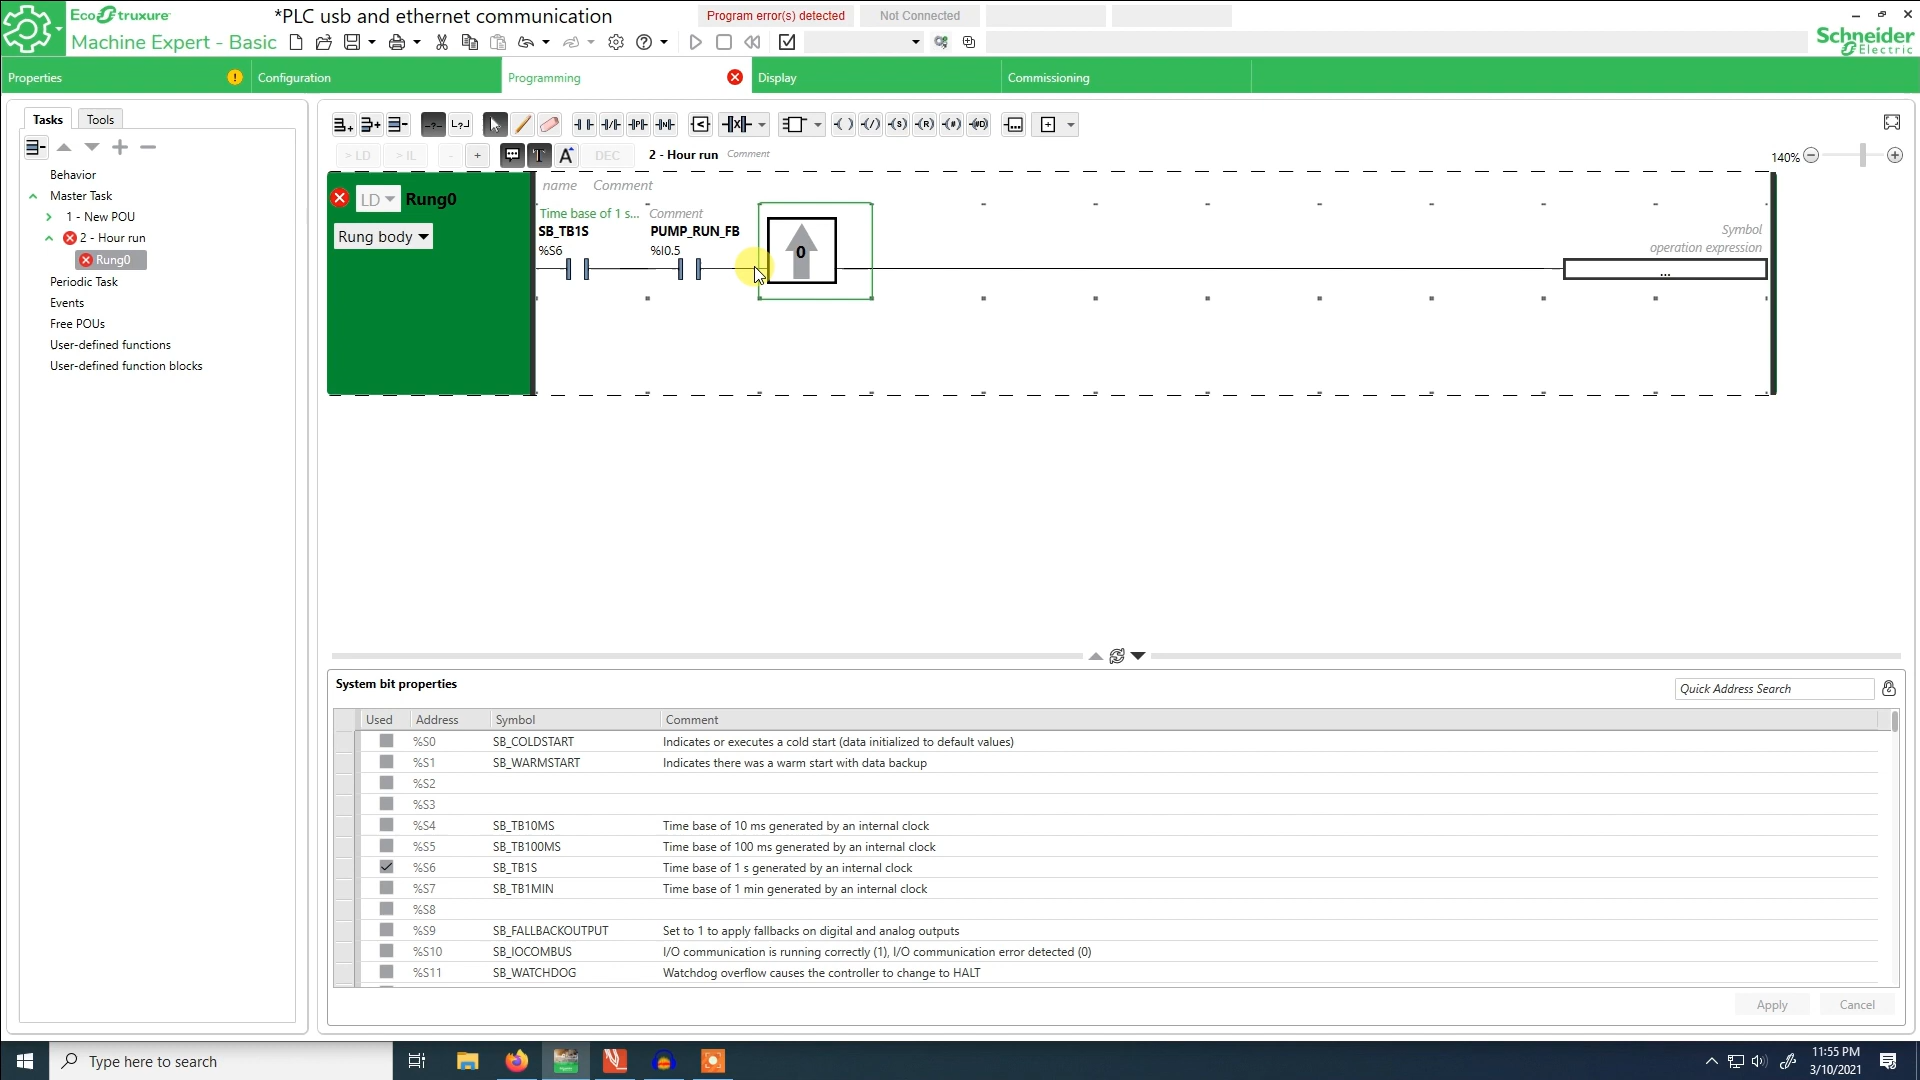 EcoStruxure
Machine Expert - Basic
*PLC usb and ethernet communication
Program error(s) detected
Not Connected
Schneider
Electric
Properties
Configuration
Programming
Display
Commissioning
Tasks
Tools
Behavior
Master Task
1 - New POU
2 - Hour run
Rung0
Periodic Task
Events
Free POUs
User-defined functions
User-defined function blocks
> LD
> IL
DEC
2 - Hour run Comment
140%
LD
Rung0
Rung body
name Comment
Time base of 1 s... Comment
SB_TB1S PUMP_RUN_FB
%S6 %I0.5
0
Symbol
operation expression
...
System bit properties
Quick Address Search
Used Address Symbol Comment
%S0 SB_COLDSTART Indicates or executes a cold start (data initialized to default values)
%S1 SB_WARMSTART Indicates there was a warm start with data backup
%S2
%S3
%S4 SB_TB10MS Time base of 10 ms generated by an internal clock
%S5 SB_TB100MS Time base of 100 ms generated by an internal clock
%S6 SB_TB1S Time base of 1 s generated by an internal clock
%S7 SB_TB1MIN Time base of 1 min generated by an internal clock
%S8
%S9 SB_FALLBACKOUTPUT Set to 1 to apply fallbacks on digital and analog outputs
%S10 SB_IOCOMBUS I/O communication is running correctly (1), I/O communication error detected (0)
%S11 SB_WATCHDOG Watchdog overflow causes the controller to change to HALT
Apply
Cancel
Type here to search
11:55 PM
3/10/2021